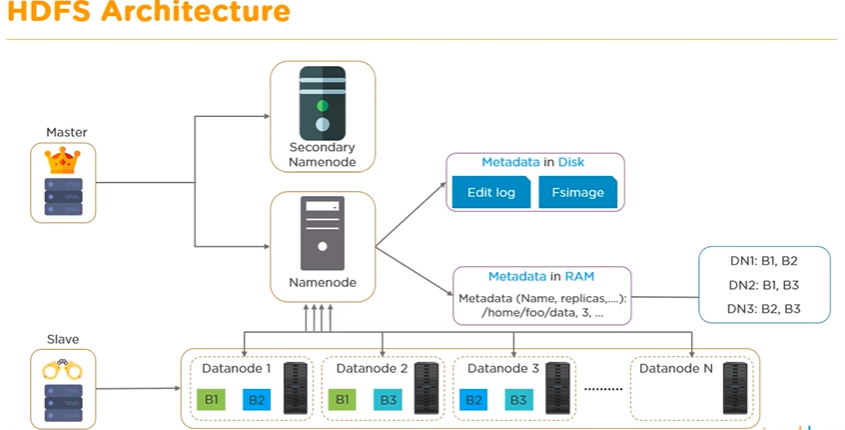 HDFS Architecture
Master
Secondary
Namenode
Namenode
Metadata in Disk
Edit log
Fsimage
Metadata in RAM
Metadata (Name, replicas,....):
/home/foo/data, 3, ...
DN1: B1, B2
DN2: B1, B3
DN3: B2, B3
Slave
Datanode 1
B1
B2
Datanode 2
B1
B3
Datanode 3
B2
B3
..........
Datanode N